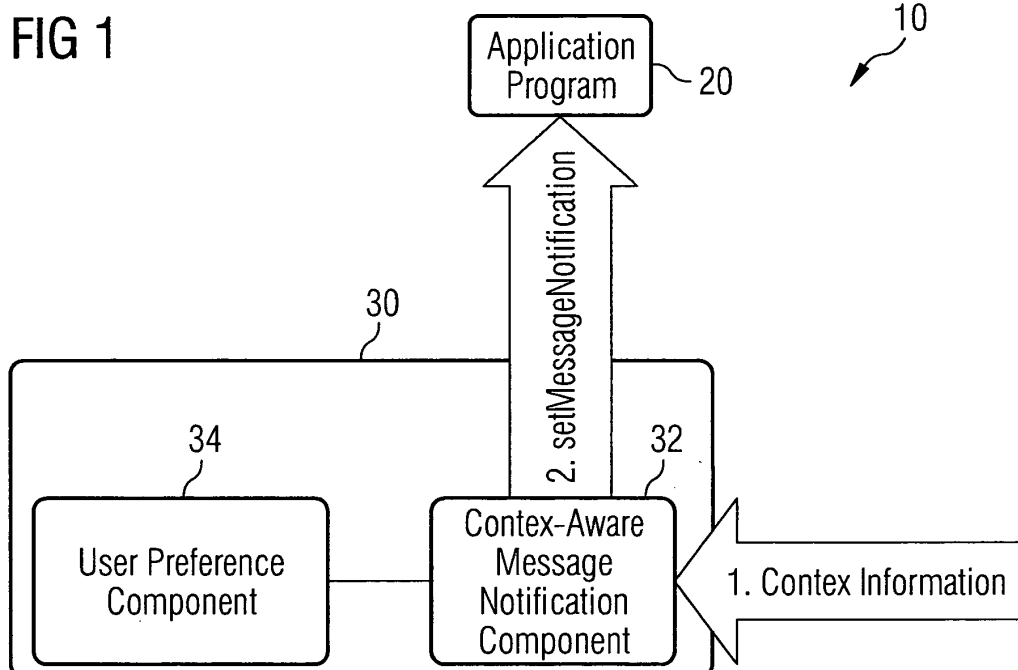 FIG 1
10
Application
Program
20
2. setMessageNotification
30
34
32
User Preference
Component
Contex-Aware
Message
Notification
Component
1. Contex Information